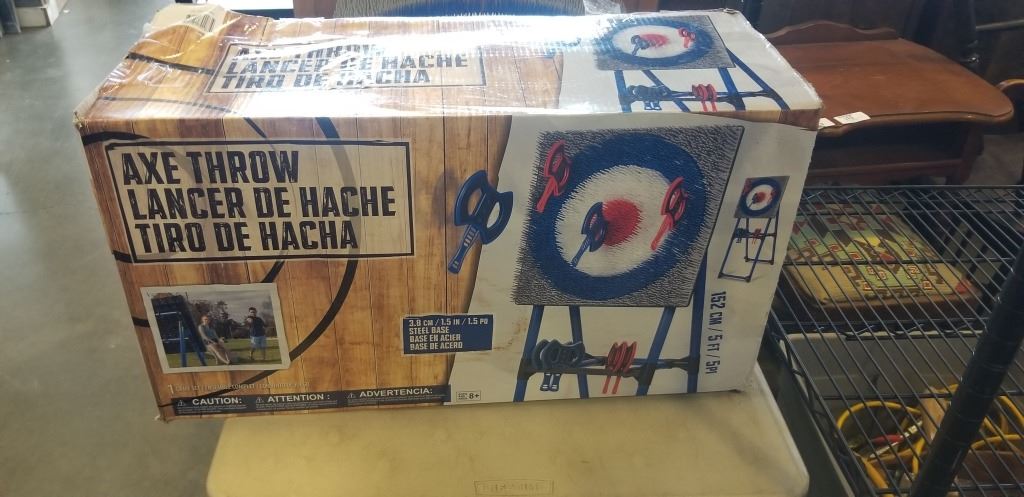 AXE THROW
LANCER DE HACHE
TIRO DE HACHA
AXE THROW
LANCER DE HACHE
TIRO DE HACHA
3.8 CM / 1.5 IN / 1.5 PO
STEEL BASE
BASE EN ACIER
BASE DE ACERO
152 CM / 5 FT / 5PI
CAUTION:
ATTENTION :
ADVERTENCIA:
8+